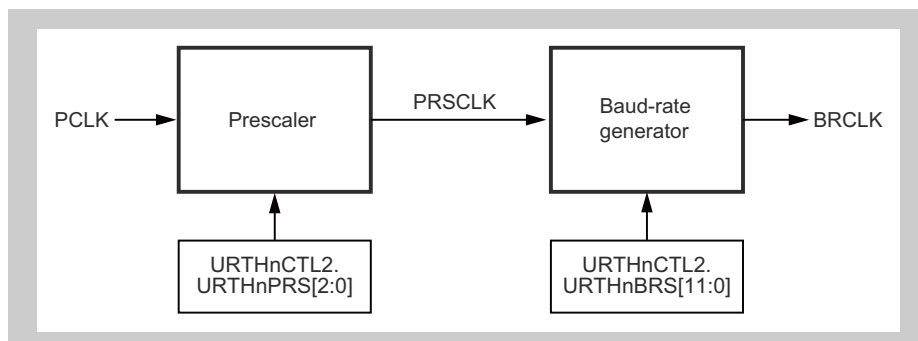 PCLK
Prescaler
PRSCLK
Baud-rate
generator
BRCLK
URTHnCTL2.
URTHnPRS[2:0]
URTHnCTL2.
URTHnBRS[11:0]